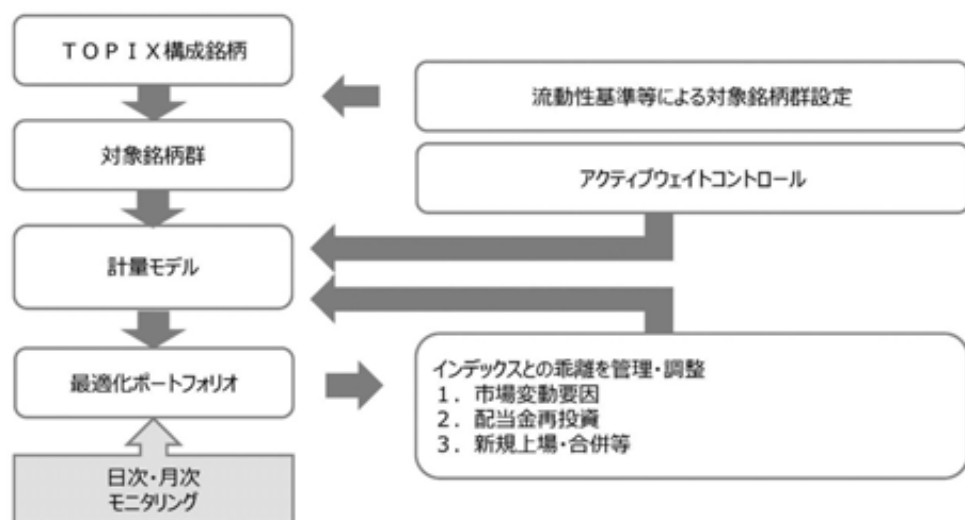 TOPIX構成銘柄
流動性基準等による対象銘柄群設定
対象銘柄群
アクティブウェイトコントロール
計量モデル
最適化ポートフォリオ
インデックスとの乖離を管理・調整
1．市場変動要因
2．配当金再投資
3．新規上場・合併等
日次・月次
モニタリング